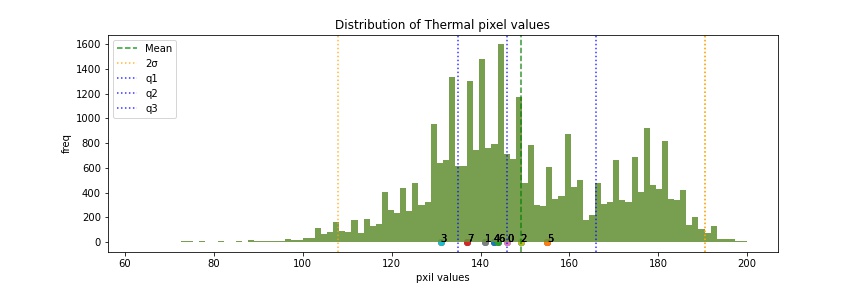 Distribution of Thermal pixel values
Mean
2σ
q1
q2
q3
freq
1600
1400
1200
1000
800
600
400
200
0
3 7 1 4 6 0 2 5
60 80 100 120 140 160 180 200
pxil values